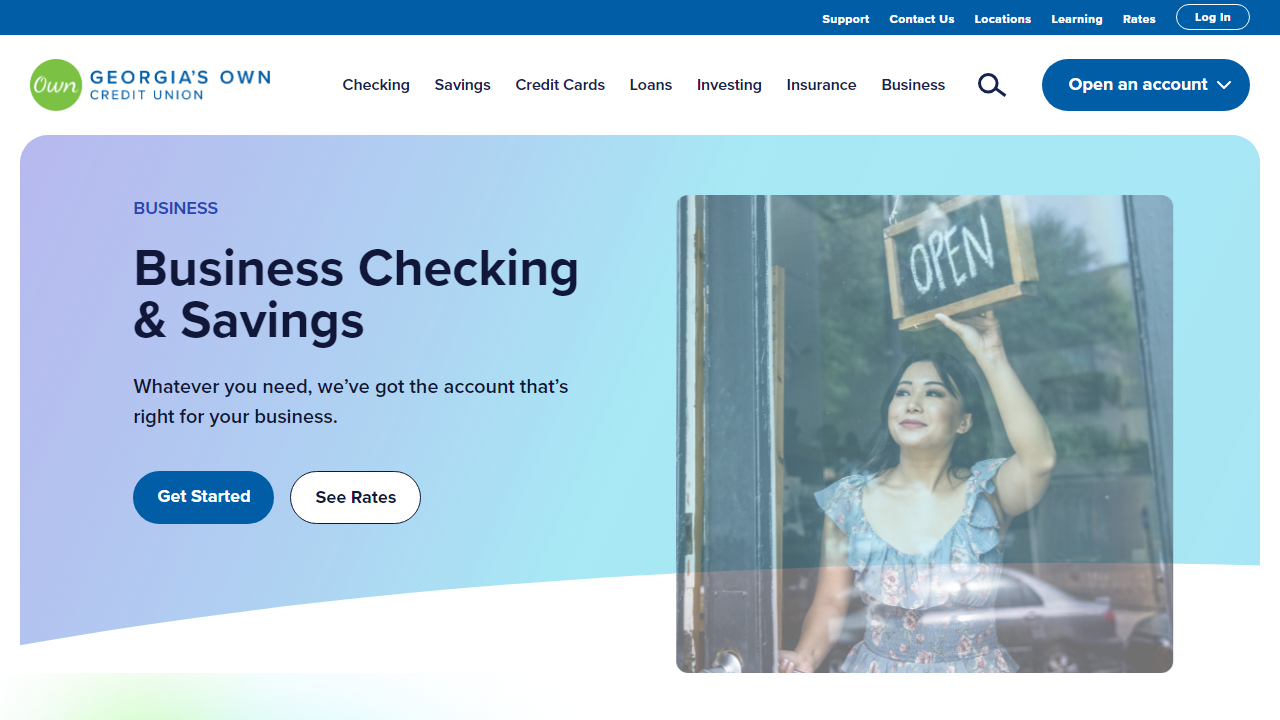 Support Contact Us Locations Learning Rates Log In
Own GEORGIA'S OWN
CREDIT UNION
Checking Savings Credit Cards Loans Investing Insurance Business Open an account
BUSINESS
Business Checking
& Savings
Whatever you need, we’ve got the account that’s
right for your business.
Get Started See Rates
OPEN